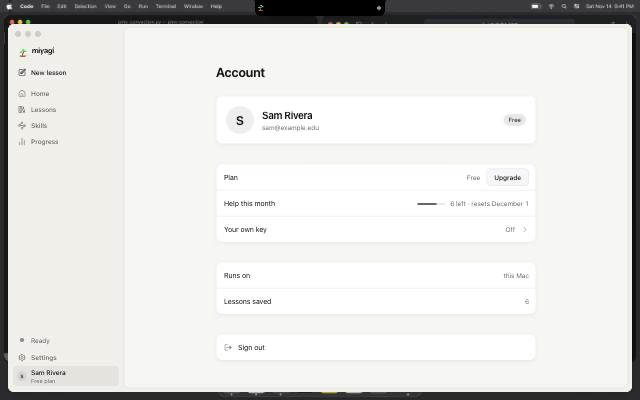 Code File Edit Selection View Go Run Terminal Window Help
Sat Nov 14 9:41 PM
miyagi
New lesson
Home
Lessons
Skills
Progress
Ready
Settings
S
Sam Rivera
Free plan
Account
S
Sam Rivera
sam@example.edu
Free
Plan
Free
Upgrade
Help this month
6 left · resets December 1
Your own key
Off
Runs on
this Mac
Lessons saved
6
Sign out